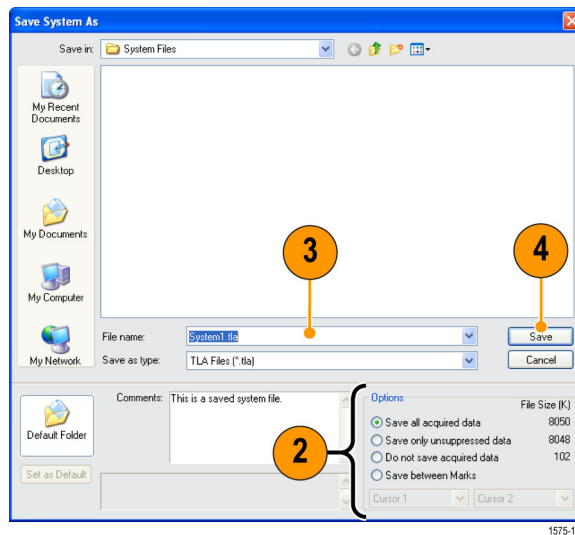 Save System As
Save in: System Files
My Recent
Documents
Desktop
My Documents
My Computer
My Network
3
4
File name: System1.tla Save
Save as type: TLA Files (*.tla) Cancel
Default Folder
Set as Default
Comments: This is a saved system file.
2
Options File Size (K)
Save all acquired data 8050
Save only unsuppressed data 8048
Do not save acquired data 102
Save between Marks
Cursor 1 Cursor 2
1575-1